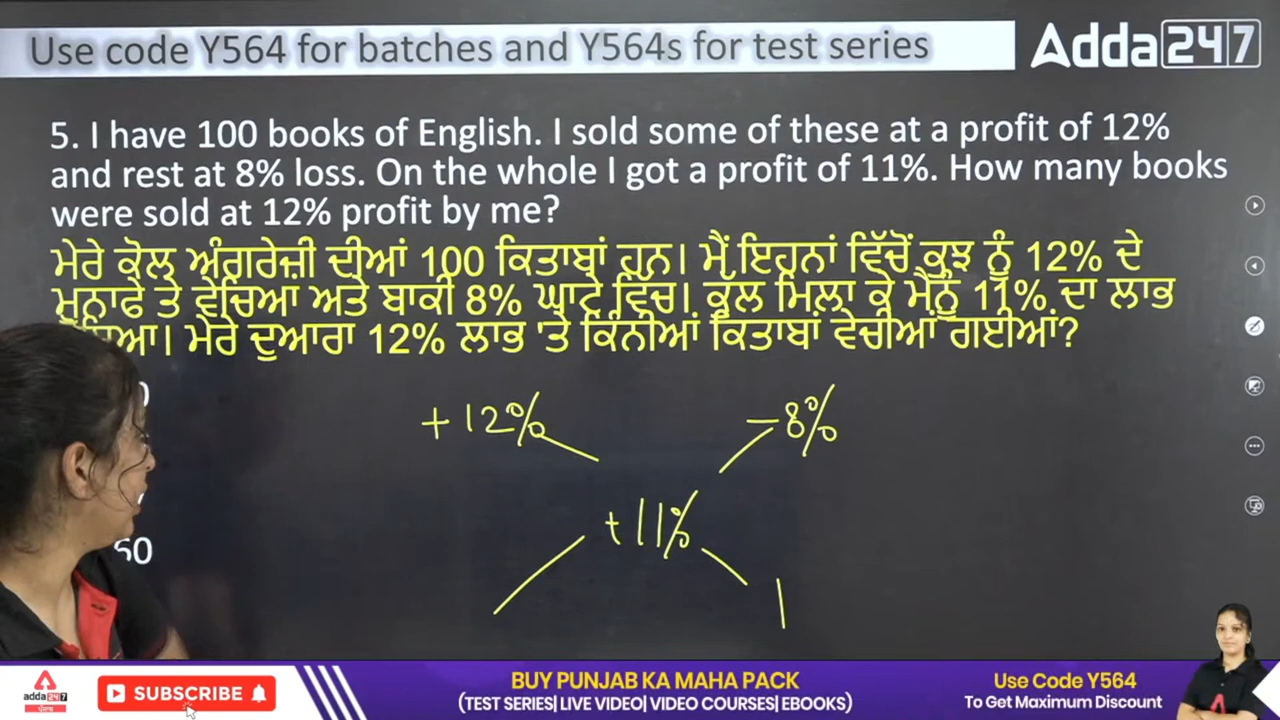 Use code Y564 for batches and Y564s for test series
Adda247
5. I have 100 books of English. I sold some of these at a profit of 12%
and rest at 8% loss. On the whole I got a profit of 11%. How many books
were sold at 12% profit by me?
ਮੇਰੇ ਕੋਲ ਅੰਗਰੇਜ਼ੀ ਦੀਆਂ 100 ਕਿਤਾਬਾਂ ਹਨ। ਮੈਂ ਇਹਨਾਂ ਵਿੱਚੋਂ ਕੁਝ ਨੂੰ 12% ਦੇ
ਮੁਨਾਫੇ ਤੇ ਵੇਚਿਆ ਅਤੇ ਬਾਕੀ 8% ਘਾਟੇ ਵਿਚ। ਕੁੱਲ ਮਿਲਾ ਕੇ ਮੈਨੂੰ 11% ਦਾ ਲਾਭ
ਮੇਰੇ ਦੁਆਰਾ 12% ਲਾਭ 'ਤੇ ਕਿੰਨੀਆਂ ਕਿਤਾਬਾਂ ਵੇਚੀਆਂ ਗਈਆਂ?
+12% -8%
+11%
1
Adda247
ਪੰਜਾਬ
SUBSCRIBE
BUY PUNJAB KA MAHA PACK
(TEST SERIES| LIVE VIDEO| VIDEO COURSES| EBOOKS)
Use Code Y564
To Get Maximum Discount